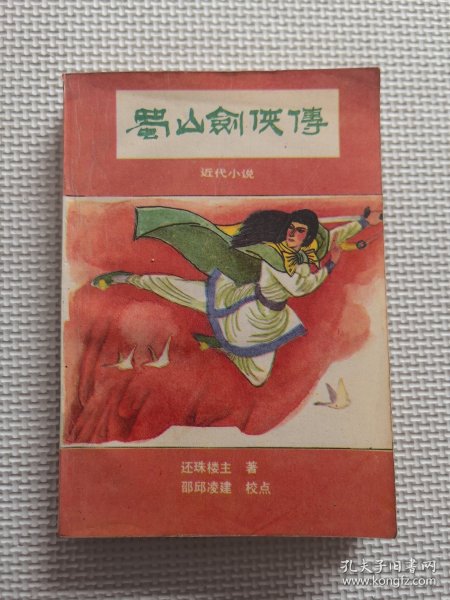 蜀山劍俠傳
近代小说
还珠楼主 著
邵邱凌建 校点
孔夫子旧书网
www.kongfz.com